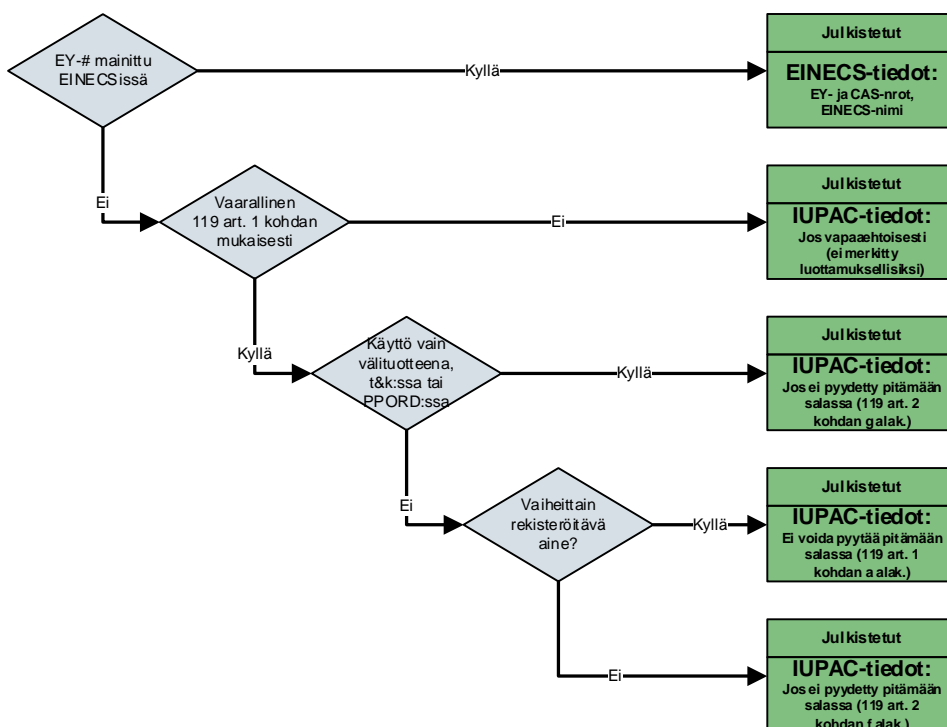 EY-# mainittu
EINECSissä
Kyllä
Julkistetut
EINECS-tiedot:
EY- ja CAS-nrot,
EINECS-nimi
Ei
Vaarallinen
119 art. 1 kohdan
mukaisesti
Ei
Julkistetut
IUPAC-tiedot:
Jos vapaaehtoisesti
(ei merkitty
luottamuksellisiksi)
Kyllä
Käyttö vain
välituotteena,
t&k:ssa tai
PPORD:ssa
Kyllä
Julkistetut
IUPAC-tiedot:
Jos ei pyydetty pitämään
salassa (119 art. 2
kohdan g alak.)
Ei
Vaiheittain
rekisteröitävä
aine?
Kyllä
Julkistetut
IUPAC-tiedot:
Ei voida pyytää pitämään
salassa (119 art. 1
kohdan a alak.)
Ei
Julkistetut
IUPAC-tiedot:
Jos ei pyydetty pitämään
salassa (119 art. 2
kohdan f alak.)